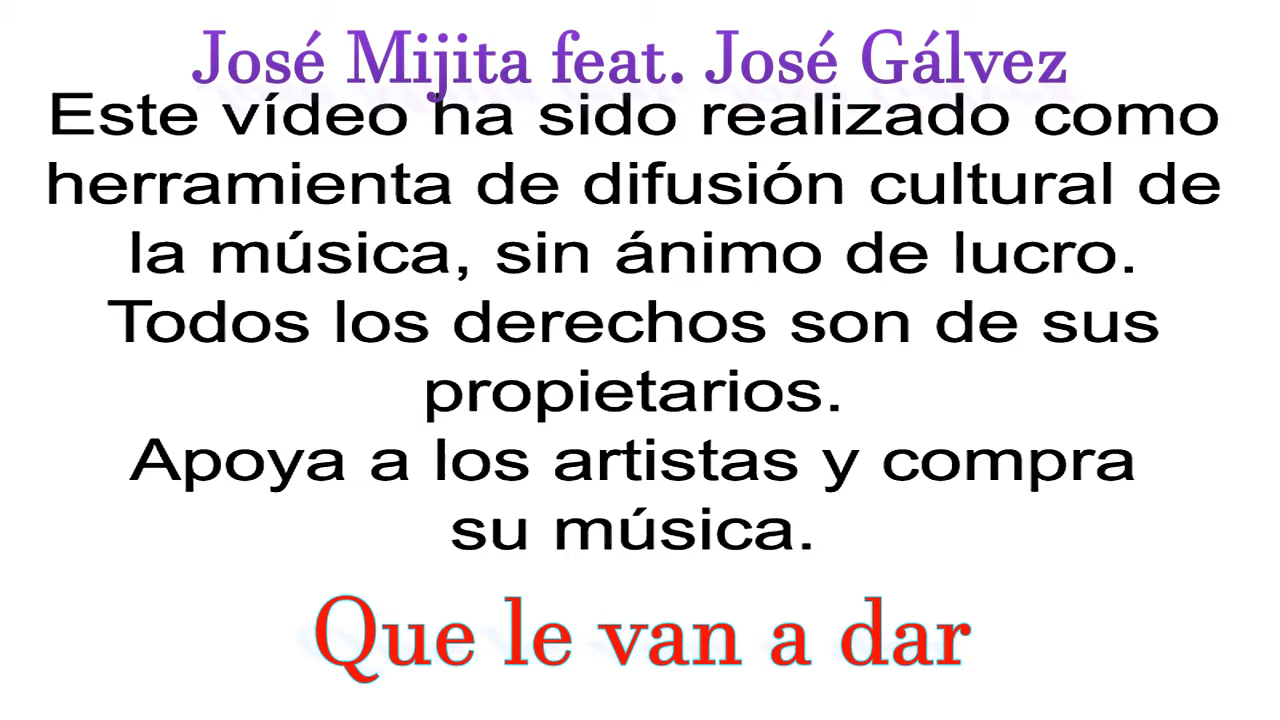 José Mijita feat. José Gálvez
Este vídeo ha sido realizado como
herramienta de difusión cultural de
la música, sin ánimo de lucro.
Todos los derechos son de sus
propietarios.
Apoya a los artistas y compra
su música.
Que le van a dar